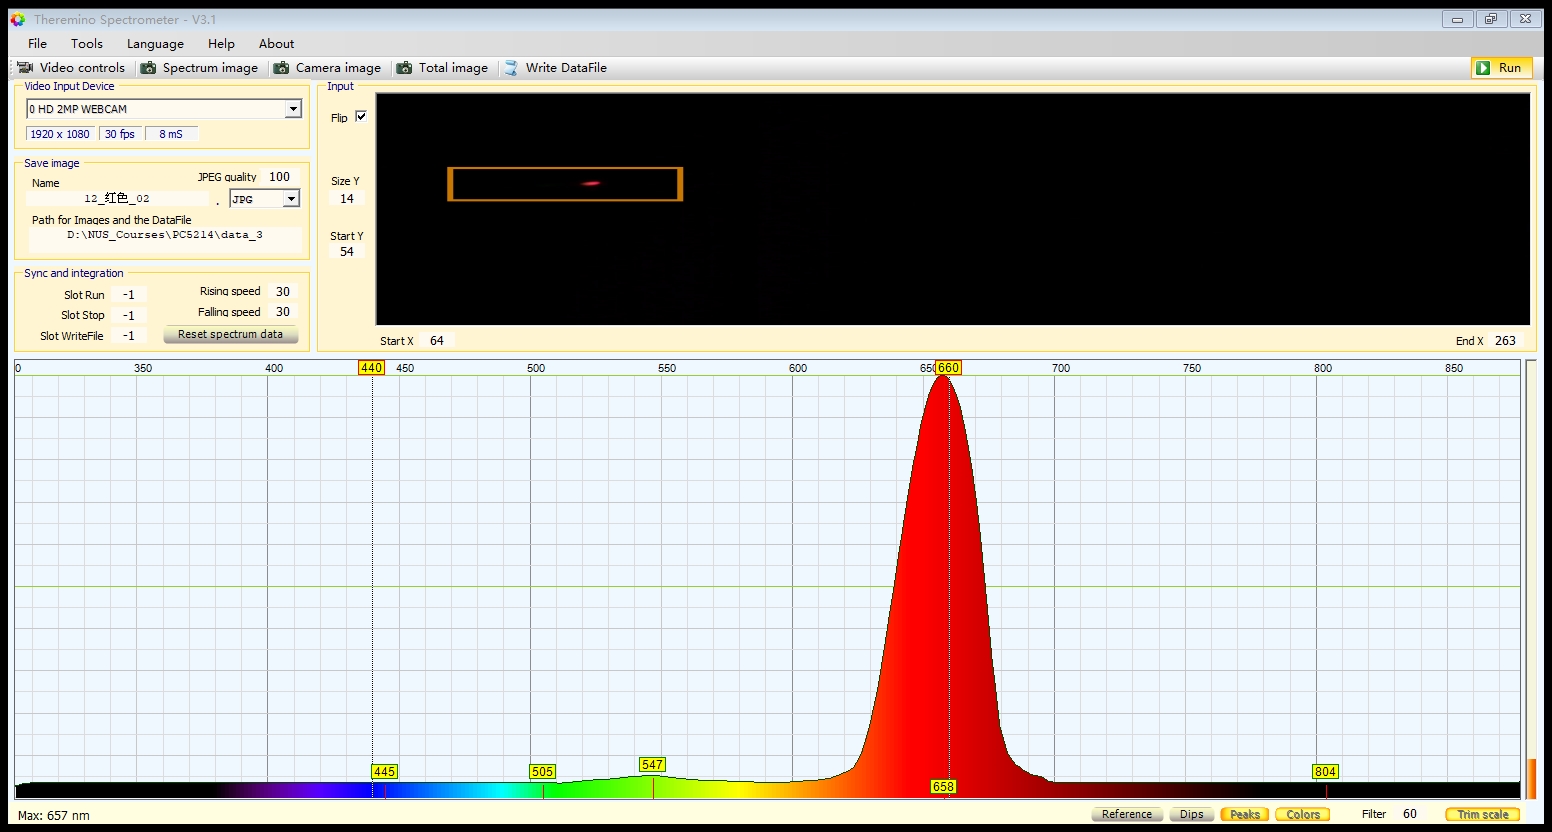 Theremino Spectrometer - V3.1
File Tools Language Help About
Video controls Spectrum image Camera image Total image Write DataFile Run
Video Input Device
0 HD 2MP WEBCAM
1920 x 1080 30 fps 8 mS
Save image
JPEG quality 100
Name
12_红色_02 . JPG
Path for Images and the DataFile
D:\NUS_Courses\PC5214\data_3
Sync and integration
Slot Run -1 Rising speed 30
Slot Stop -1 Falling speed 30
Slot WriteFile -1 Reset spectrum data
Input
Flip
Size Y
14
Start Y
54
Start X 64 End X 263
0 350 400 440 450 500 550 600 650 660 700 750 800 850
445 505 547 658 804
Max: 657 nm Reference Dips Peaks Colors Filter 60 Trim scale